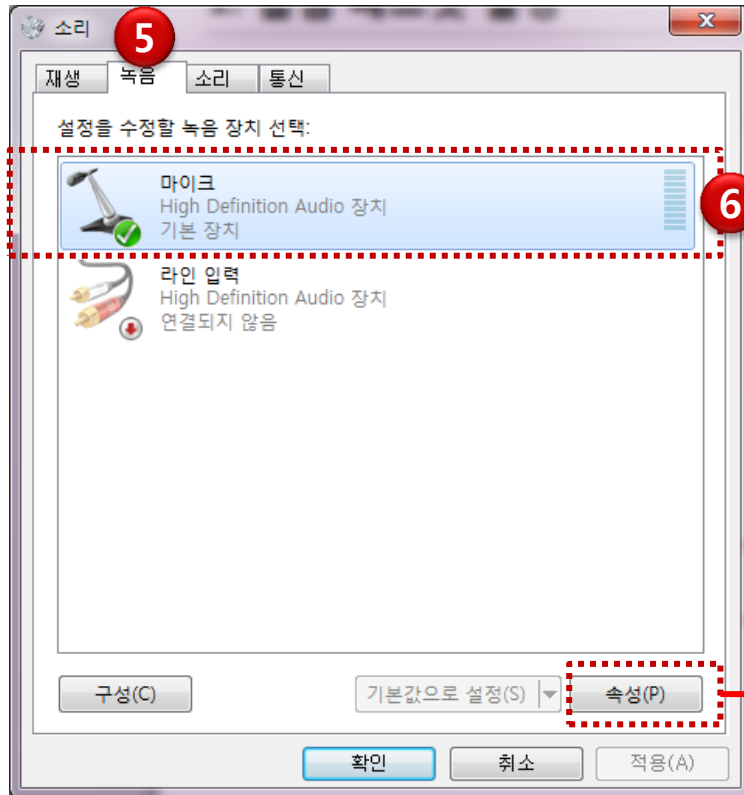 소리
5
재생 녹음 소리 통신
설정을 수정할 녹음 장치 선택:
마이크
High Definition Audio 장치
기본 장치
6
라인 입력
High Definition Audio 장치
연결되지 않음
구성(C) 기본값으로 설정(S) 속성(P)
확인 취소 적용(A)